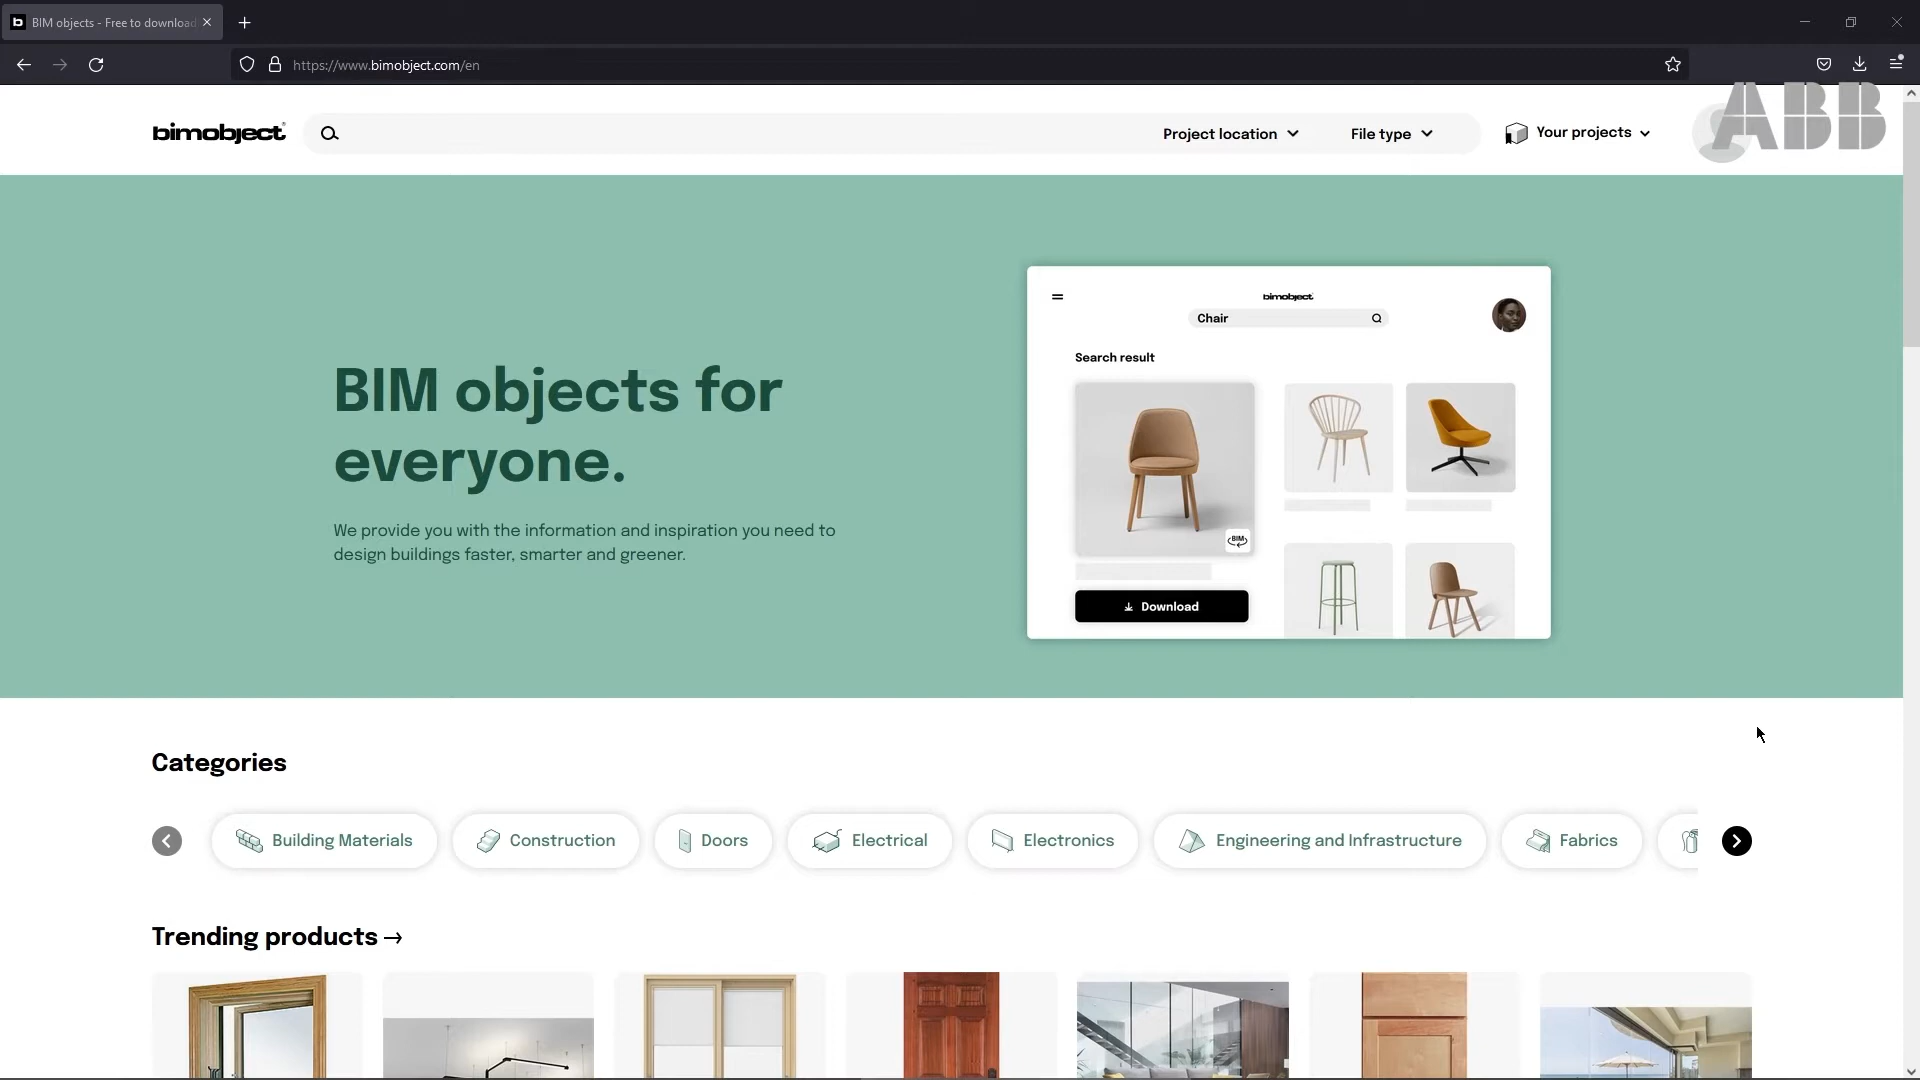 BIM objects - Free to download
https://www.bimobject.com/en
ABB
bimobject
Project location
File type
Your projects
bimobject
Chair
Search result
BIM
Download
BIM objects for
everyone.
We provide you with the information and inspiration you need to
design buildings faster, smarter and greener.
Categories
Building Materials
Construction
Doors
Electrical
Electronics
Engineering and Infrastructure
Fabrics
Trending products →